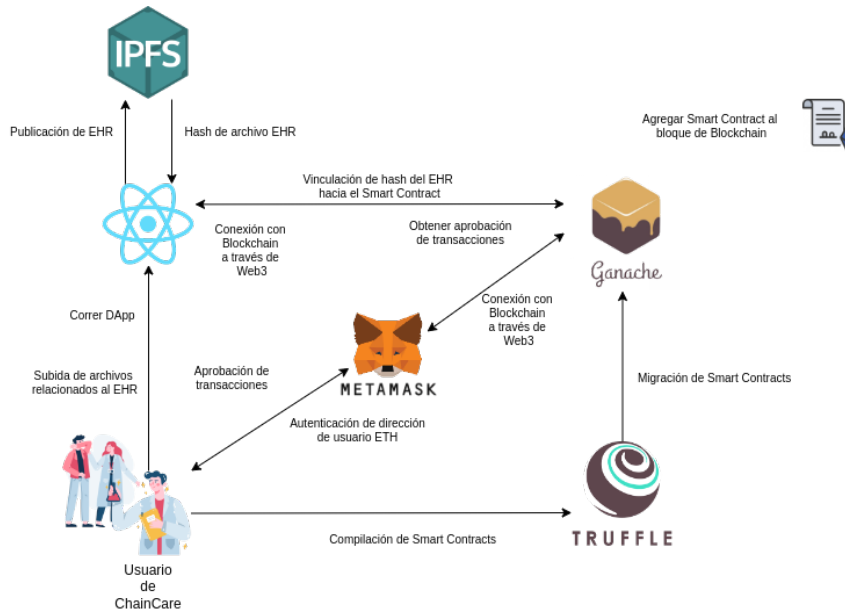 IPFS
Publicación de EHR
Hash de archivo EHR
Agregar Smart Contract al
bloque de Blockchain
Vinculación de hash del EHR
hacia el Smart Contract
Conexión con
Blockchain
a través de
Web3
Obtener aprobación
de transacciones
Ganache
Correr DApp
Conexión con
Blockchain
a través de
Web3
Subida de archivos
relacionados al EHR
Aprobación de
transacciones
METAMASK
Migración de Smart Contracts
Autenticación de dirección
de usuario ETH
Compilación de Smart Contracts
TRUFFLE
Usuario
de
ChainCare